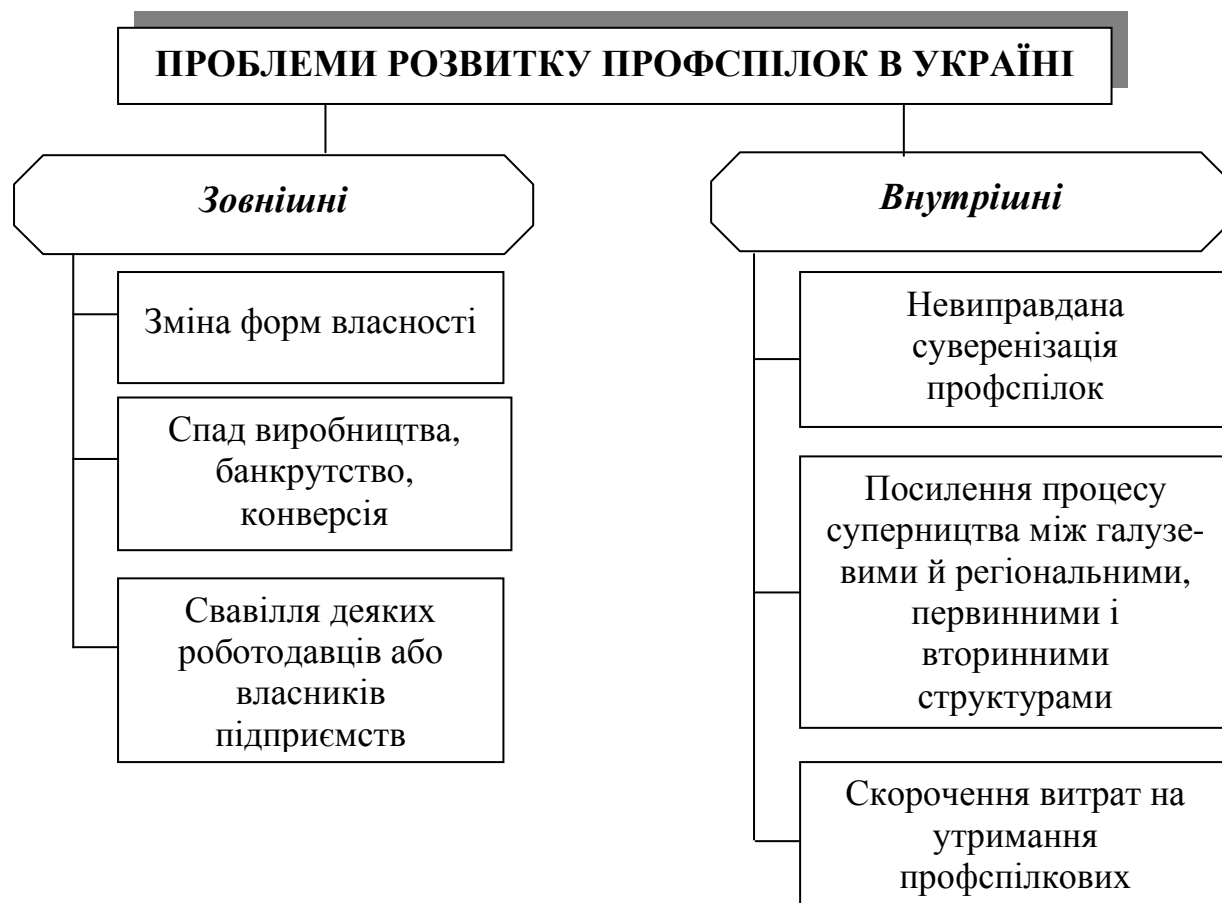 ПРОБЛЕМИ РОЗВИТКУ ПРОФСПІЛОК В УКРАЇНІ
Зовнішні
Зміна форм власності
Спад виробництва,
банкрутство,
конверсія
Свавілля деяких
роботодавців або
власників
підприємств
Внутрішні
Невиправдана
суверенізація
профспілок
Посилення процесу
суперництва між галузе-
вими й регіональними,
первинними і
вторинними
структурами
Скорочення витрат на
утримання
профспілкових